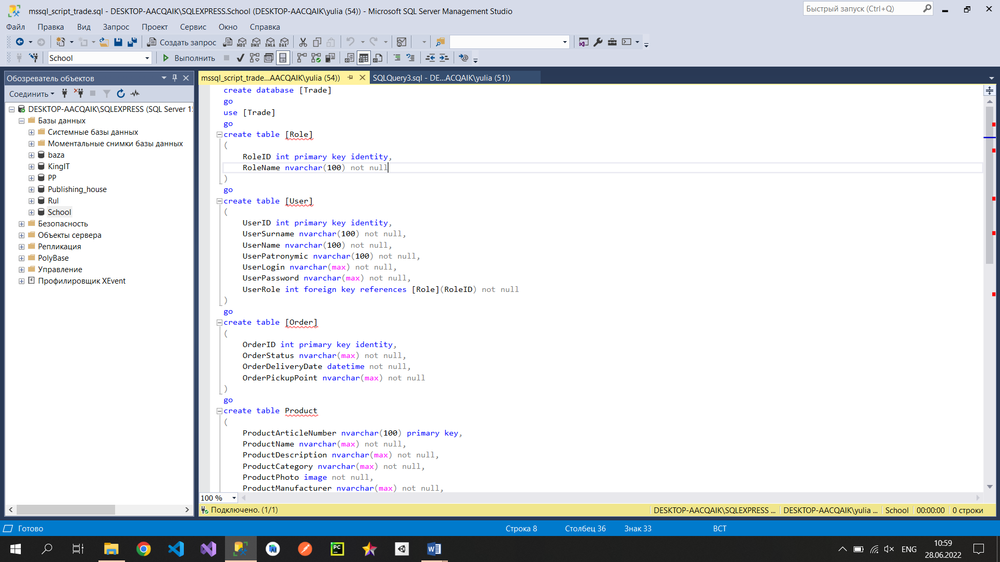 mssql_script_trade.sql - DESKTOP-AACQAIK\SQLEXPRESS.School (DESKTOP-AACQAIK\yulia (54)) - Microsoft SQL Server Management Studio
Быстрый запуск (Ctrl+Q)
Файл Правка Вид Запрос Проект Сервис Окно Справка
Создать запрос MDX DMX XMLA DAX
School Выполнить
Обозреватель объектов
mssql_script_trade...AACQAIK\yulia (54)) SQLQuery3.sql - DE...ACQAIK\yulia (51))
Соединить
DESKTOP-AACQAIK\SQLEXPRESS (SQL Server 15
Базы данных
Системные базы данных
Моментальные снимки базы данных
baza
KingIT
PP
Publishing_house
Rul
School
Безопасность
Объекты сервера
Репликация
PolyBase
Управление
Профилировщик XEvent
create database [Trade]
go
use [Trade]
go
create table [Role]
(
RoleID int primary key identity,
RoleName nvarchar(100) not null
)
go
create table [User]
(
UserID int primary key identity,
UserSurname nvarchar(100) not null,
UserName nvarchar(100) not null,
UserPatronymic nvarchar(100) not null,
UserLogin nvarchar(max) not null,
UserPassword nvarchar(max) not null,
UserRole int foreign key references [Role](RoleID) not null
)
go
create table [Order]
(
OrderID int primary key identity,
OrderStatus nvarchar(max) not null,
OrderDeliveryDate datetime not null,
OrderPickupPoint nvarchar(max) not null
)
go
create table Product
(
ProductArticleNumber nvarchar(100) primary key,
ProductName nvarchar(max) not null,
ProductDescription nvarchar(max) not null,
ProductCategory nvarchar(max) not null,
ProductPhoto image not null,
ProductManufacturer nvarchar(max) not null,
100 %
Подключено. (1/1) DESKTOP-AACQAIK\SQLEXPRESS ... DESKTOP-AACQAIK\yulia ... School 00:00:00 0 строки
Готово Строка 8 Столбец 36 Знак 33 ВСТ
PC W ENG 10:59
28.06.2022